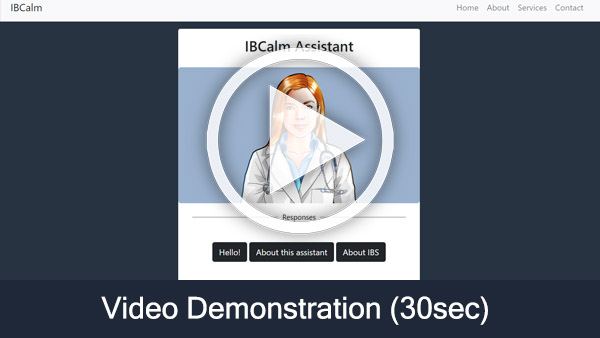 IBCalm Home About Services Contact
IBCalm Assistant
Responses
Hello! About this assistant About IBS
Video Demonstration (30sec)